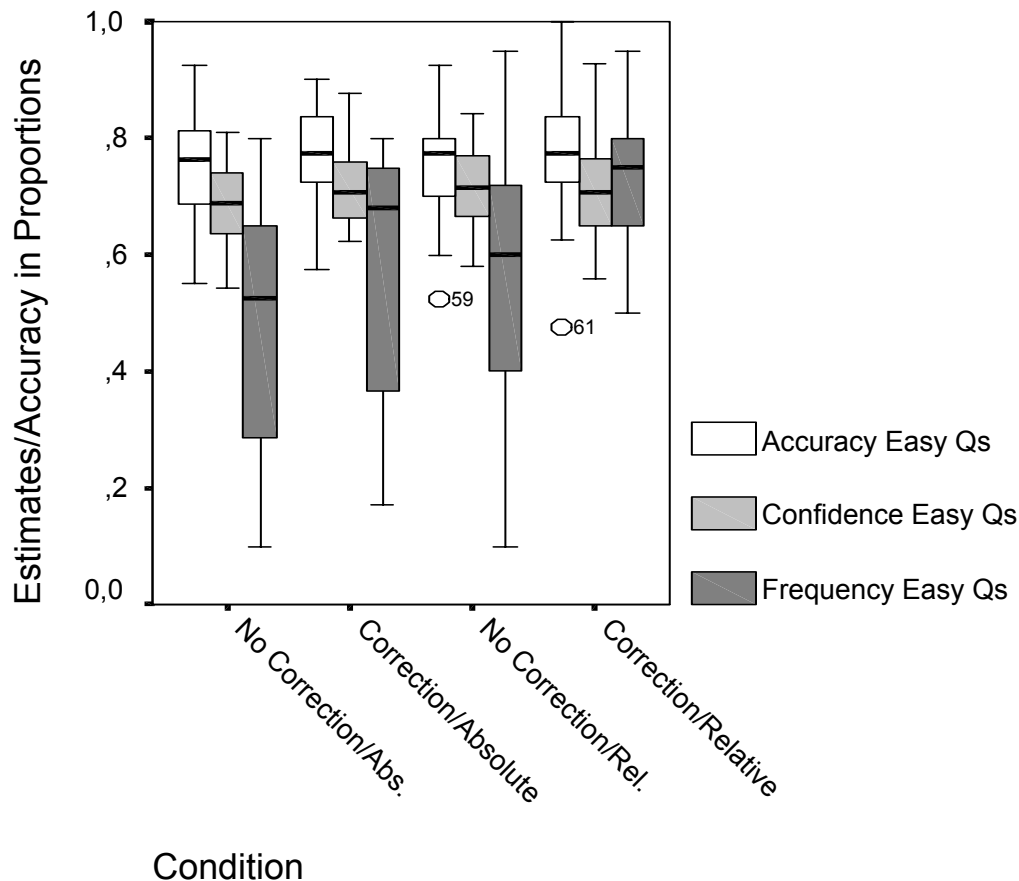 Estimates/Accuracy in Proportions
1,0
,8
,6
,4
,2
0,0
59
61
Accuracy Easy Qs
Confidence Easy Qs
Frequency Easy Qs
No Correction/Abs.
Correction/Absolute
No Correction/Rel.
Correction/Relative
Condition